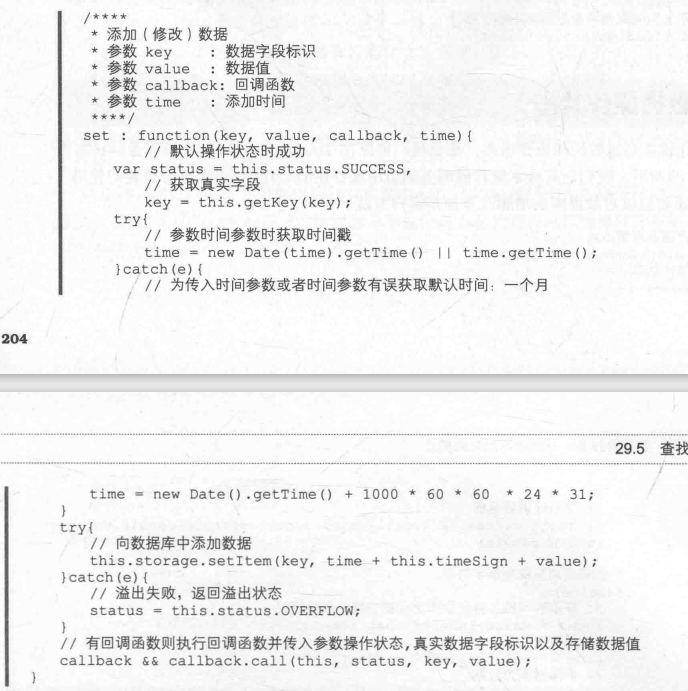 /****
 * 添加（修改）数据
 * 参数 key     : 数据字段标识
 * 参数 value   : 数据值
 * 参数 callback: 回调函数
 * 参数 time    : 添加时间
 ****/
set : function(key, value, callback, time){
        // 默认操作状态时成功
    var status = this.status.SUCCESS,
        // 获取真实字段
        key = this.getKey(key);
    try{
        // 参数时间参数时获取时间戳
        time = new Date(time).getTime() || time.getTime();
    }catch(e){
        // 为传入时间参数或者时间参数有误获取默认时间：一个月
204
29.5 查找
        time = new Date().getTime() + 1000 * 60 * 60  * 24 * 31;
    }
    try{
        // 向数据库中添加数据
        this.storage.setItem(key, time + this.timeSign + value);
    }catch(e){
        // 溢出失败，返回溢出状态
        status = this.status.OVERFLOW;
    }
    // 有回调函数则执行回调函数并传入参数操作状态,真实数据字段标识以及存储数据值
    callback && callback.call(this, status, key, value);
}